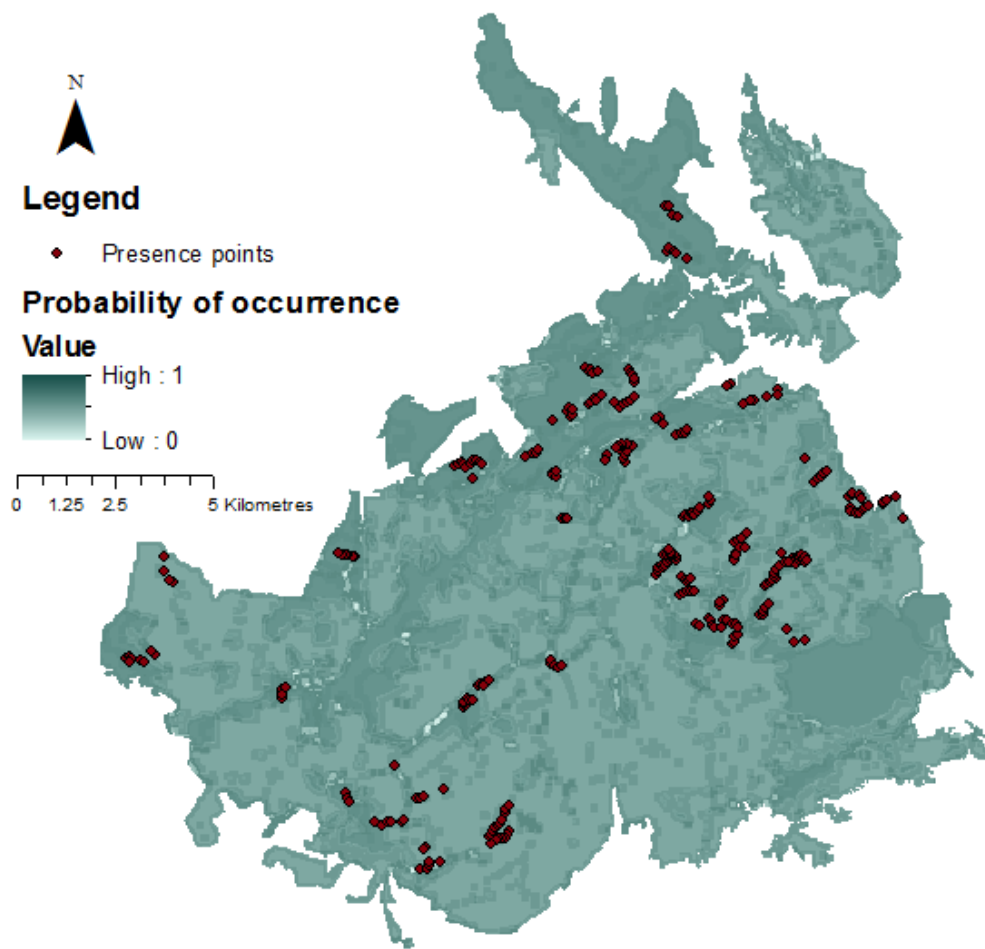 N
Legend
Presence points
Probability of occurrence
Value
High : 1
Low : 0
0 1.25 2.5 5 Kilometres